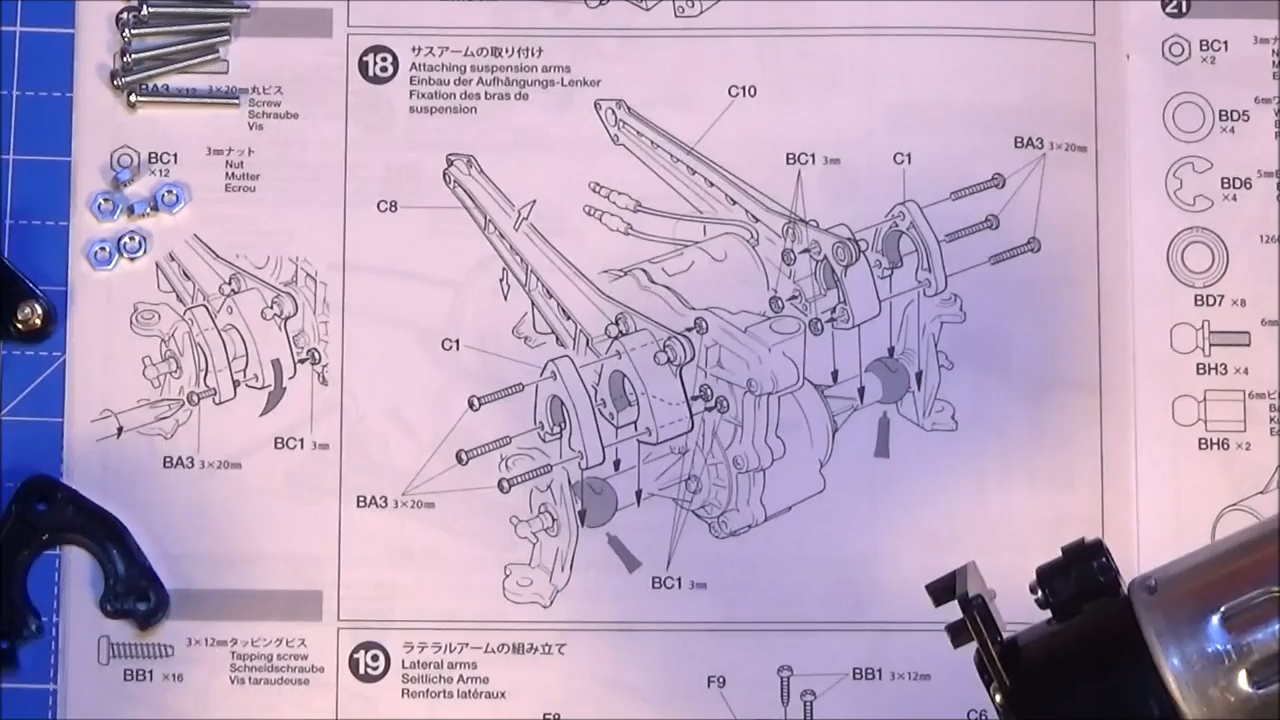 BA3 ×12 3×20㎜丸ビス
Screw
Schraube
Vis
BC1 ×12 3㎜ナット
Nut
Mutter
Ecrou
BA3 3×20㎜
BC1 3㎜
3×12㎜タッピングビス
Tapping screw
Schneidschraube
Vis taraudeuse
BB1 ×16
18 サスアームの取り付け
Attaching suspension arms
Einbau der Aufhängungs-Lenker
Fixation des bras de
suspension
C10
BC1 3㎜
C1
BA3 3×20㎜
C8
C1
BA3 3×20㎜
BC1 3㎜
19 ラテラルアームの組み立て
Lateral arms
Seitliche Arme
Renforts latéraux
F9
BB1 3×12㎜
C6
21
BC1 ×2
BD5 ×4
BD6 ×4
BD7 ×8
BH3 ×4
BH6 ×2